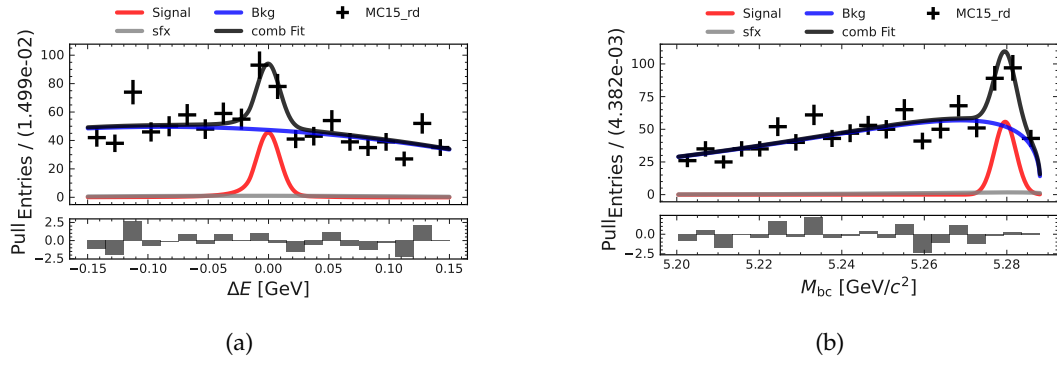 Signal Bkg MC15_rd
sfx comb Fit
Entries / (1.499e-02)
100
80
60
40
20
0
Pull
2.5
0.0
−2.5
−0.15 −0.10 −0.05 0.00 0.05 0.10 0.15
ΔE [GeV]
(a)
Signal Bkg MC15_rd
sfx comb Fit
Entries / (4.382e-03)
100
75
50
25
0
Pull
0.0
−2.5
5.20 5.22 5.24 5.26 5.28
M_bc [GeV/c²]
(b)